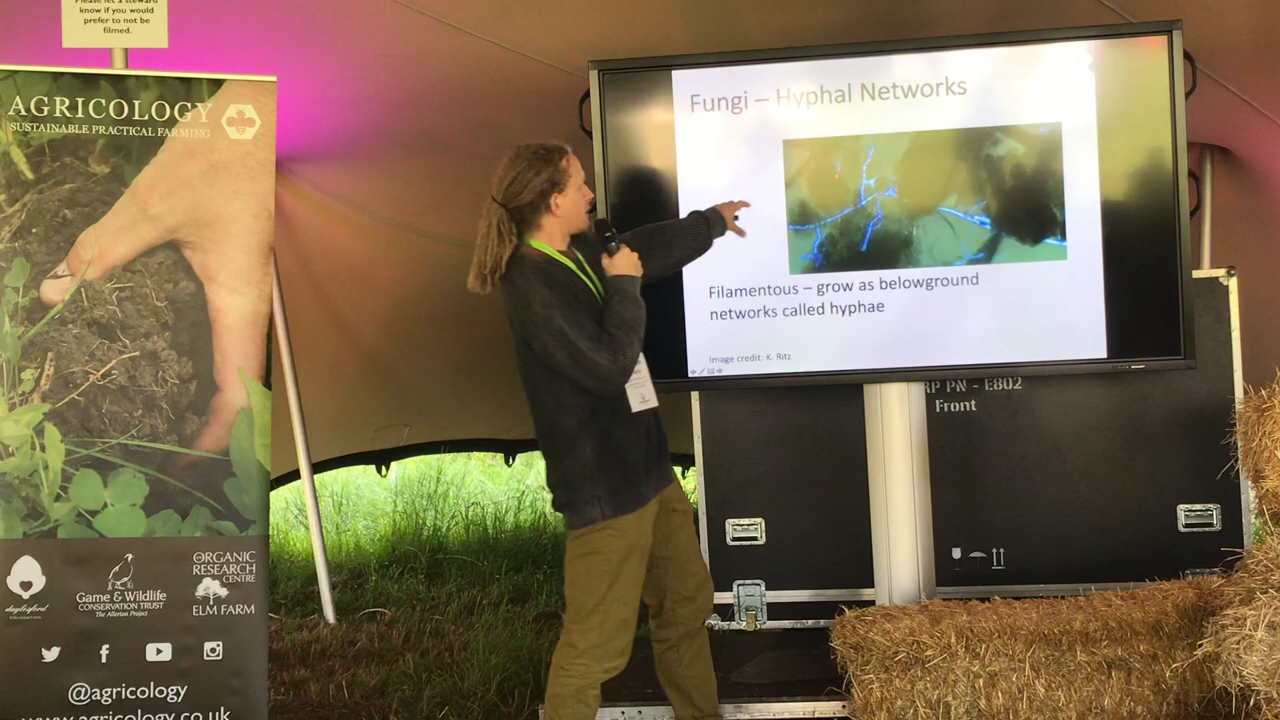 Please let a steward
know if you would
prefer to not be
filmed.
AGRICOLOGY
SUSTAINABLE PRACTICAL FARMING
Fungi – Hyphal Networks
Filamentous – grow as belowground
networks called hyphae
Image credit: K. Ritz
RP PN - E802
Front
daylesford
Game & Wildlife
CONSERVATION TRUST
The Allerton Project
THE ORGANIC
RESEARCH
CENTRE
ELM FARM
@agricology
www.agricology.co.uk